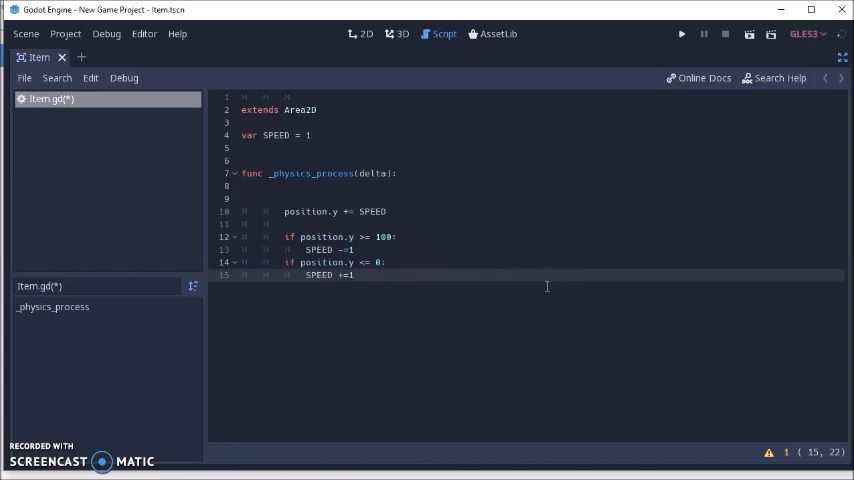 Godot Engine - New Game Project - Item.tscn
Scene Project Debug Editor Help 2D 3D Script AssetLib GLES3
Item
File Search Edit Debug Online Docs Search Help
Item.gd(*)
1
2 extends Area2D
3
4 var SPEED = 1
5
6
7 func _physics_process(delta):
8
9
10 position.y += SPEED
11
12 if position.y >= 100:
13 SPEED -=1
14 if position.y <= 0:
15 SPEED +=1
Item.gd(*)
_physics_process
RECORDED WITH
SCREENCAST MATIC
1 ( 15, 22)